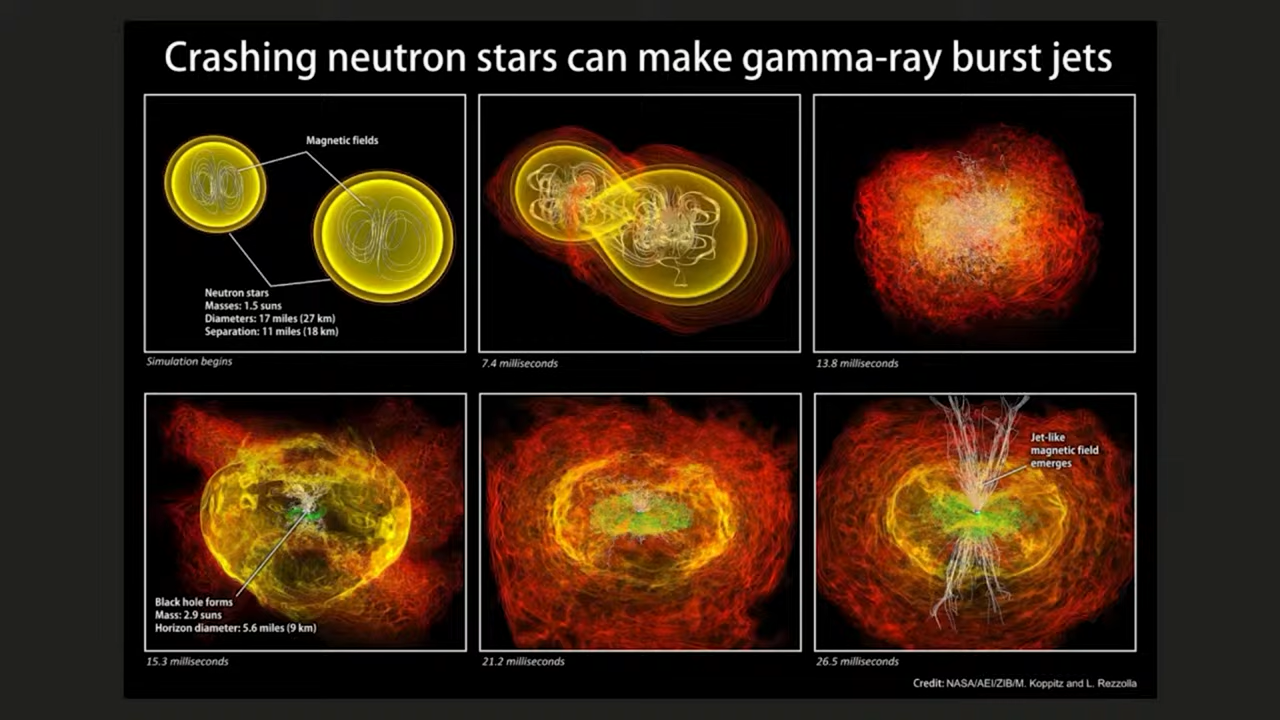 Crashing neutron stars can make gamma-ray burst jets
Magnetic fields
Neutron stars
Masses: 1.5 suns
Diameters: 17 miles (27 km)
Separation: 11 miles (18 km)
Simulation begins
7.4 milliseconds
13.8 milliseconds
Black hole forms
Mass: 2.9 suns
Horizon diameter: 5.6 miles (9 km)
15.3 milliseconds
21.2 milliseconds
Jet-like
magnetic field
emerges
26.5 milliseconds
Credit: NASA/AEI/ZIB/M. Koppitz and L. Rezzolla